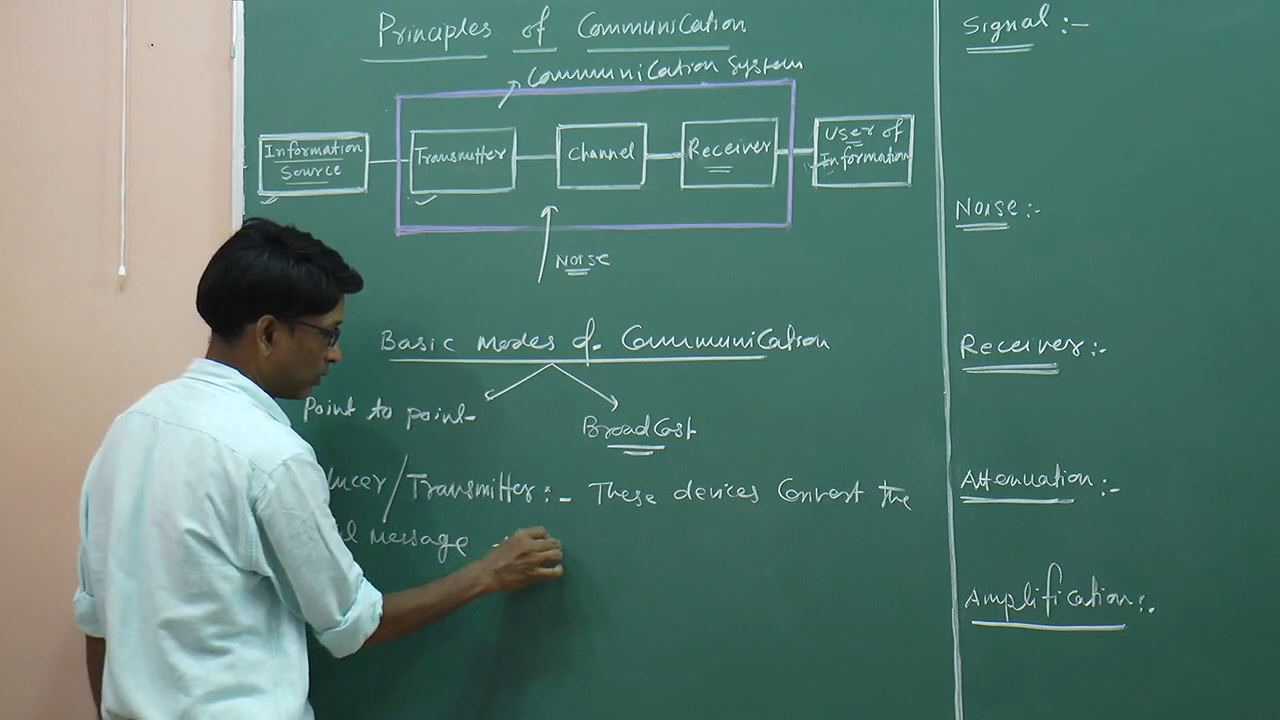 Principles of Communication
Communication System
Information Source
Transmitter
Channel
Receiver
User of Information
Noise
Basic Modes of Communication
Point to point
BroadCast
ducer/Transmitter:- These devices Convert the
message
Signal:-
Noise:-
Receiver:-
Attenuation:-
Amplification:-